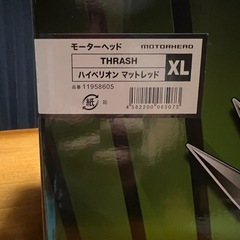 モーターヘッド MOTORHEAD
THRASH
ハイペリオン マットレッド
XL
品番 11958605
紙 箱